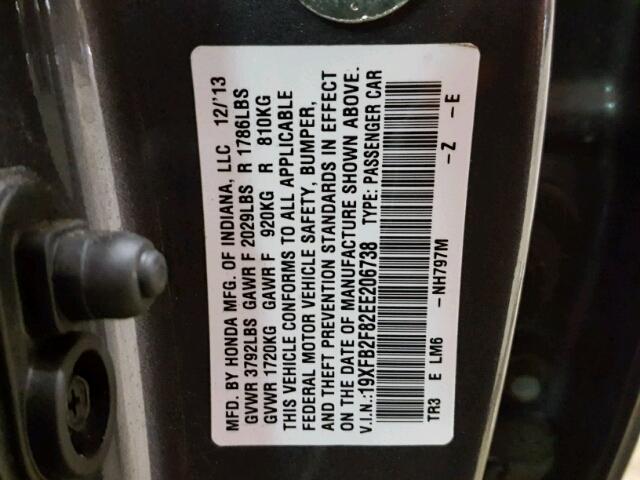 MFD. BY HONDA MFG. OF INDIANA, LLC 12/'13
GVWR 3792LBS GAWR F 2029LBS R 1786LBS
GVWR 1720KG GAWR F 920KG R 810KG
THIS VEHICLE CONFORMS TO ALL APPLICABLE
FEDERAL MOTOR VEHICLE SAFETY, BUMPER,
AND THEFT PREVENTION STANDARDS IN EFFECT
ON THE DATE OF MANUFACTURE SHOWN ABOVE.
V.I.N.:19XFB2F82EE206738 TYPE: PASSENGER CAR
TR3 E LM6 -NH797M -Z -E